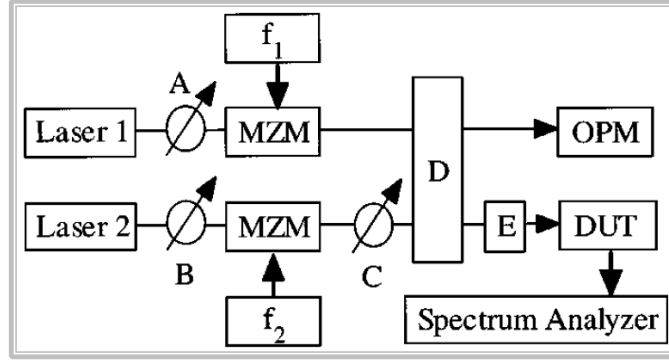 f1
A
Laser 1
MZM
D
OPM
Laser 2
MZM
E
DUT
B
C
f2
Spectrum Analyzer